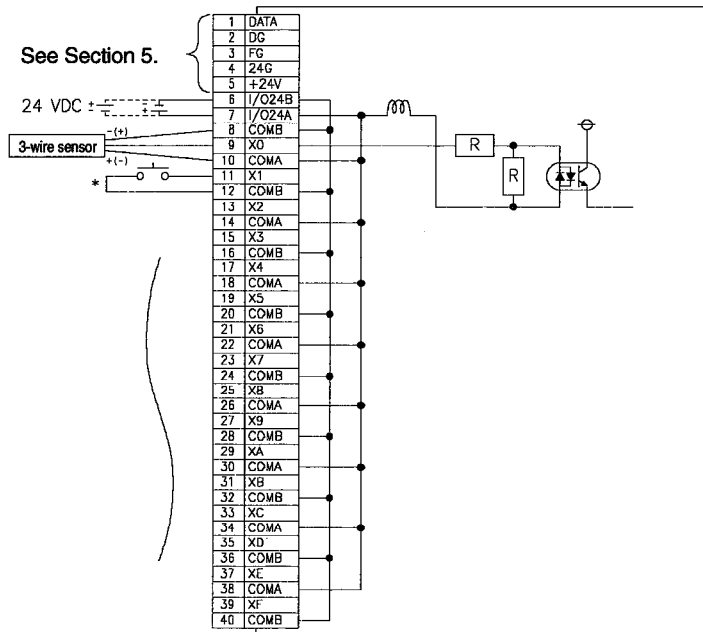 See Section 5.
24 VDC
3-wire sensor
-(+)
+(-)
*
1 DATA
2 DG
3 FG
4 24G
5 +24V
6 I/O24B
7 I/O24A
8 COMB
9 X0
10 COMA
11 X1
12 COMB
13 X2
14 COMA
15 X3
16 COMB
17 X4
18 COMA
19 X5
20 COMB
21 X6
22 COMA
23 X7
24 COMB
25 X8
26 COMA
27 X9
28 COMB
29 XA
30 COMA
31 XB
32 COMB
33 XC
34 COMA
35 XD
36 COMB
37 XE
38 COMA
39 XF
40 COMB
R
R